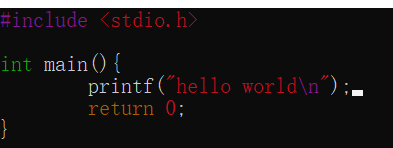 #include <stdio.h>

int main(){
        printf("hello world\n");
        return 0;
}